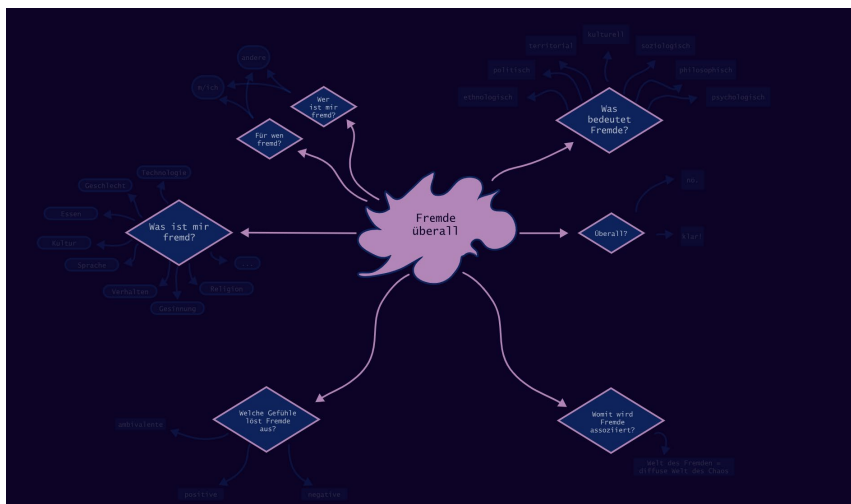 andere
m/ich
Wer
ist mir
fremd?
Für wen
fremd?
kulturell
territorial
soziologisch
politisch
philosophisch
ethnologisch
psychologisch
Was
bedeutet
Fremde?
Technologie
Geschlecht
Essen
Kultur
Sprache
Verhalten
Gesinnung
Religion
...
Was ist mir
fremd?
Fremde
überall
Überall?
klar!
Welche Gefühle
löst Fremde
aus?
ambivalente
positive
negative
Womit wird
Fremde
assoziiert?
Welt des Fremden =
diffuse Welt des Chaos